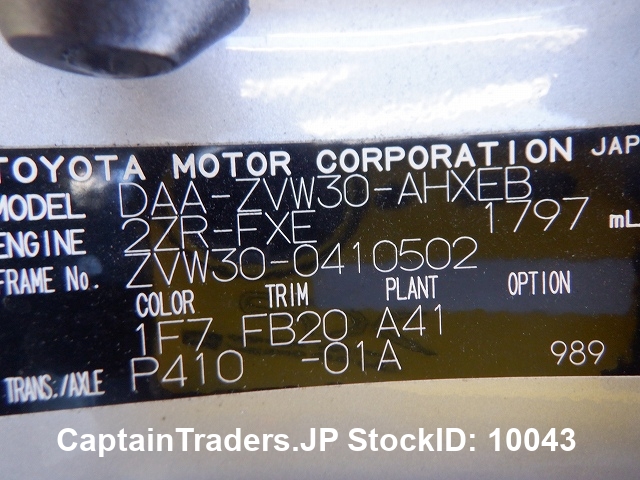 TOYOTA MOTOR CORPORATION JAP
MODEL DAA-ZVW30-AHXEB
ENGINE 2ZR-FXE 1797 mL
FRAME No. ZVW30-0410502
COLOR TRIM PLANT OPTION
1F7 FB20 A41
TRANS./AXLE P410 -01A 989
CaptainTraders.JP StockID: 10043